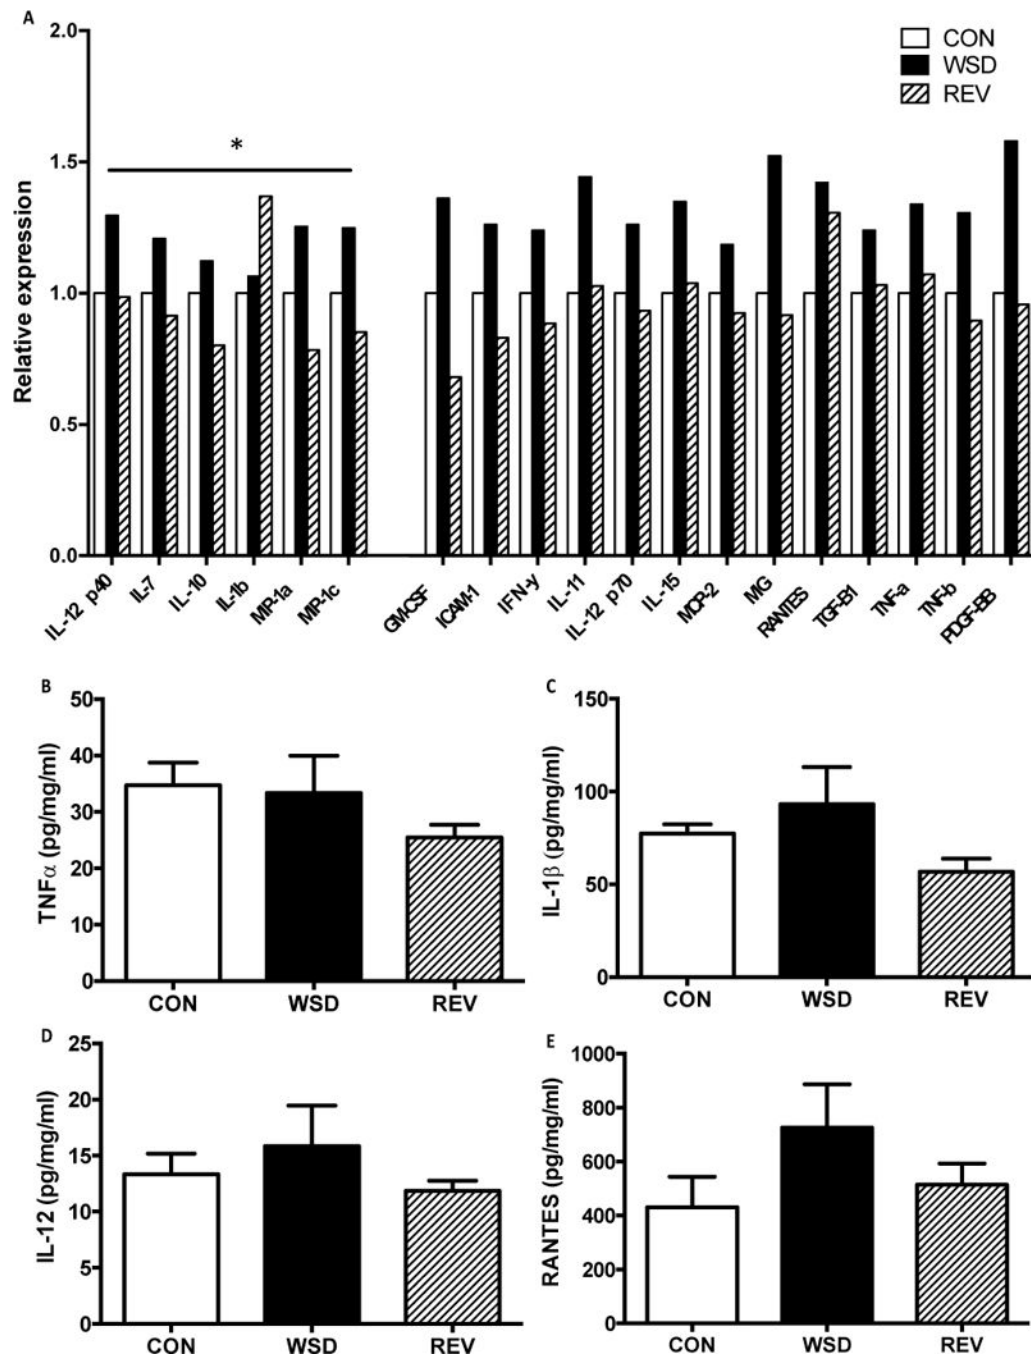 A
2.0
1.5
1.0
0.5
0.0
Relative expression
*
CON
WSD
REV
IL-12 p40
IL-7
IL-10
IL-1b
MIP-1a
MIP-1c
GM-CSF
ICAM-1
IFN-y
IL-11
IL-12 p70
IL-15
MCP-2
MIG
RANTES
TGF-B1
TNF-a
TNF-b
PDGF-BB
B
50
40
30
20
10
0
TNFα (pg/mg/ml)
CON WSD REV
C
150
100
50
0
IL-1β (pg/mg/ml)
CON WSD REV
D
25
20
15
10
5
0
IL-12 (pg/mg/ml)
CON WSD REV
E
1000
800
600
400
200
0
RANTES (pg/mg/ml)
CON WSD REV